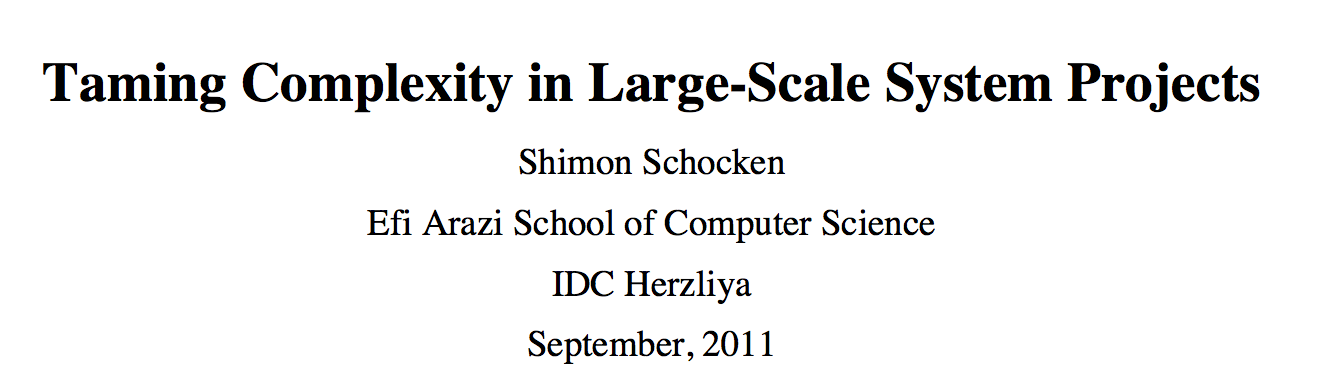 Taming Complexity in Large-Scale System Projects
Shimon Schocken
Efi Arazi School of Computer Science
IDC Herzliya
September, 2011